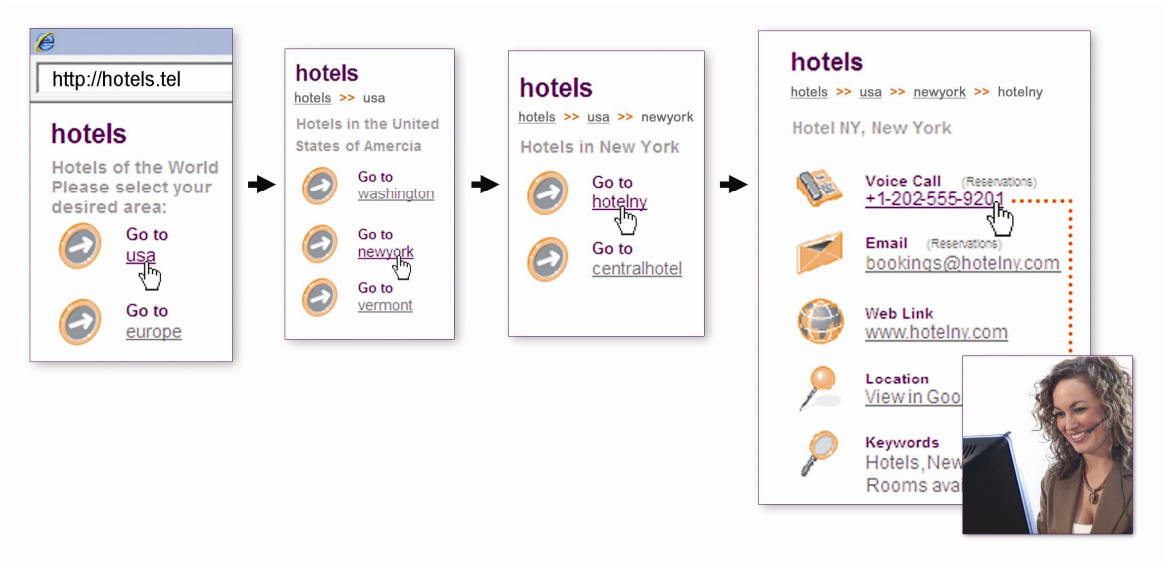 http://hotels.tel
hotels
Hotels of the World
Please select your
desired area:
Go to
usa
Go to
europe
hotels
hotels >> usa
Hotels in the United
States of Amercia
Go to
washington
Go to
newyork
Go to
vermont
hotels
hotels >> usa >> newyork
Hotels in New York
Go to
hotelny
Go to
centralhotel
hotels
hotels >> usa >> newyork >> hotelny
Hotel NY, New York
Voice Call (Reservations)
+1-202-555-9201
Email (Reservations)
bookings@hotelny.com
Web Link
www.hotelny.com
Location
View in Goo
Keywords
Hotels, New
Rooms avai